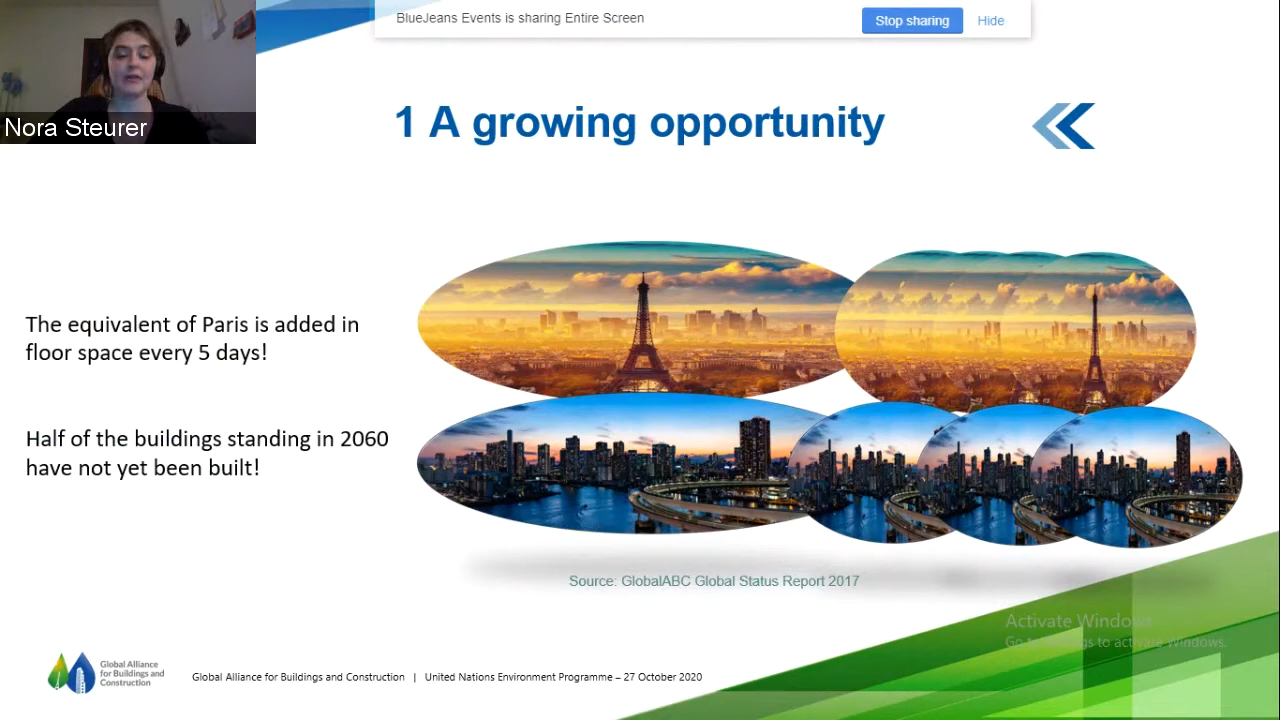 BlueJeans Events is sharing Entire Screen
Stop sharing
Hide
Nora Steurer
1 A growing opportunity
The equivalent of Paris is added in
floor space every 5 days!
Half of the buildings standing in 2060
have not yet been built!
Source: GlobalABC Global Status Report 2017
Activate Windows
Go to Settings to activate Windows.
Global Alliance
for Buildings and
Construction
Global Alliance for Buildings and Construction | United Nations Environment Programme – 27 October 2020